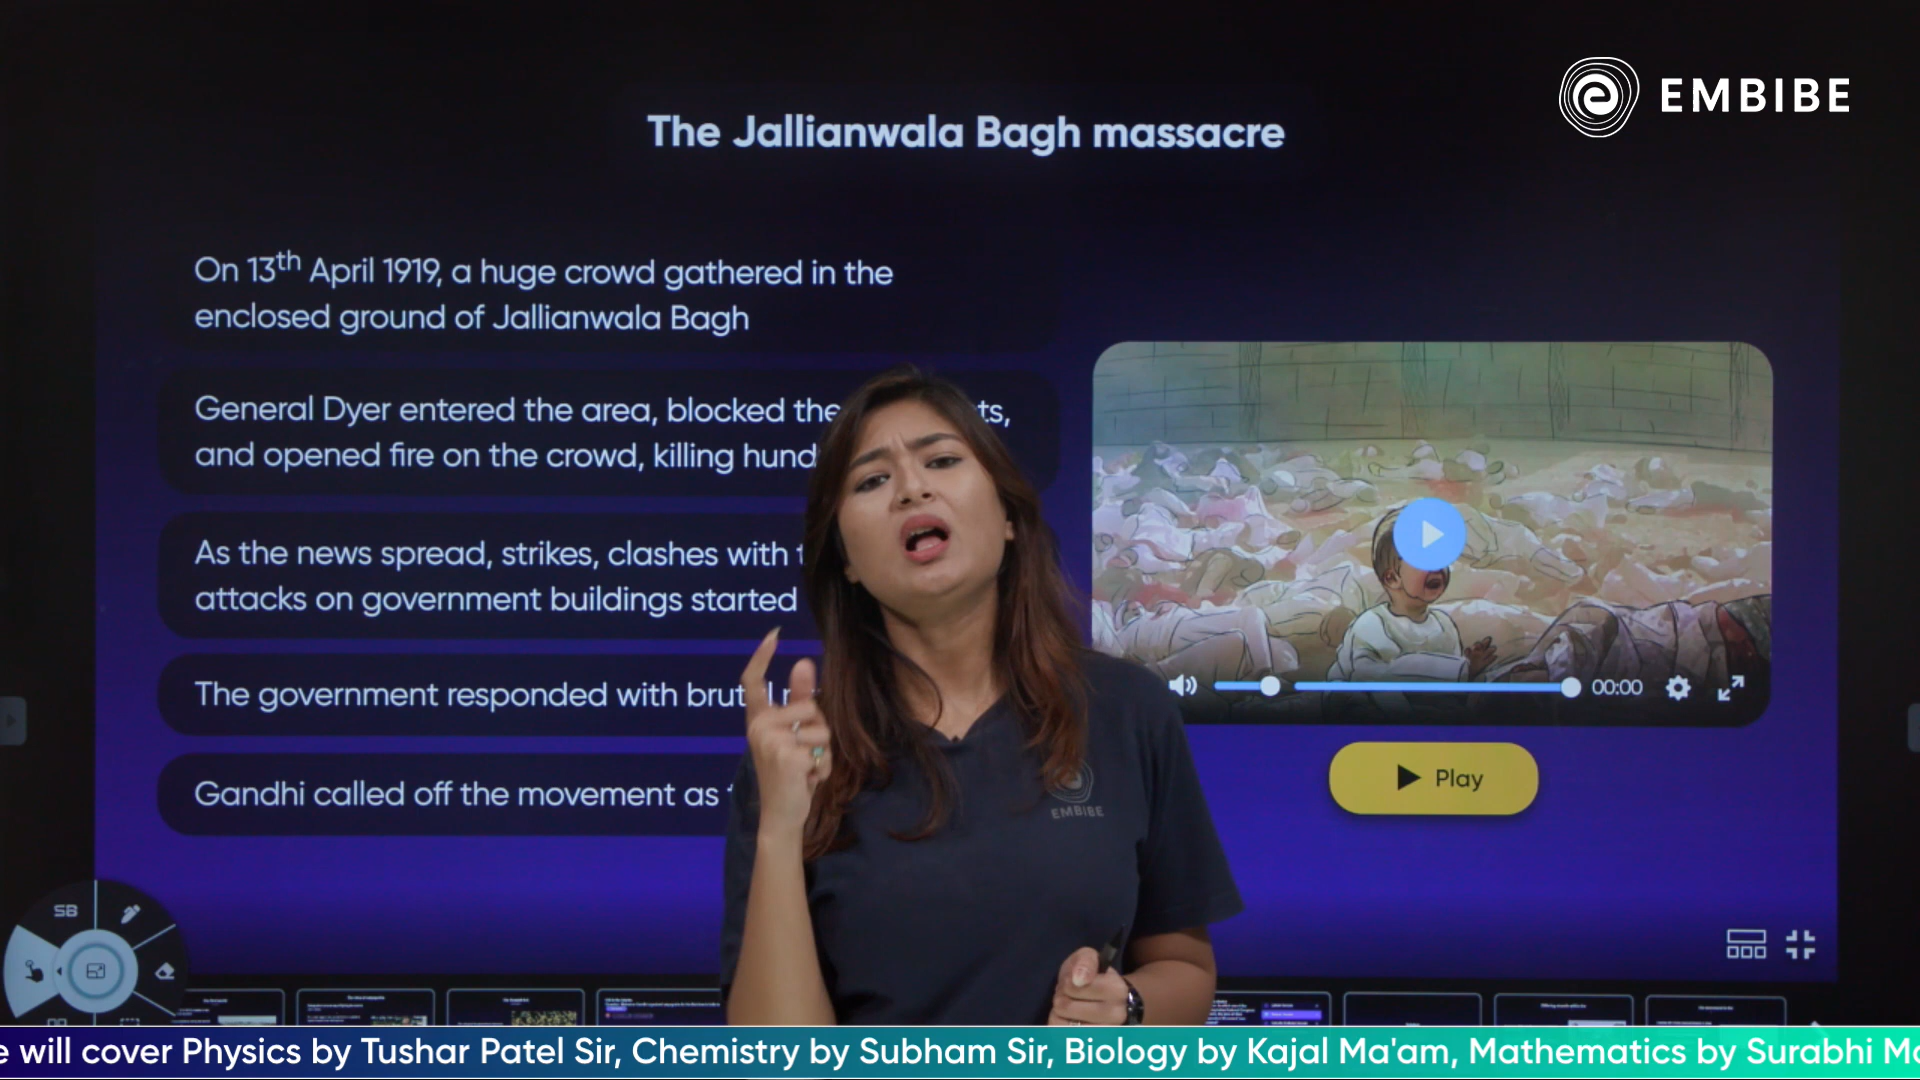 EMBIBE
The Jallianwala Bagh massacre
On 13th April 1919, a huge crowd gathered in the
enclosed ground of Jallianwala Bagh
General Dyer entered the area, blocked the
and opened fire on the crowd, killing
As the news spread, strikes, clashes with
attacks on government buildings started
The government responded with
Gandhi called off the movement as
00:00
Play
EMBIBE
SB
will cover Physics by Tushar Patel Sir, Chemistry by Subham Sir, Biology by Kajal Ma'am, Mathematics by Surabhi